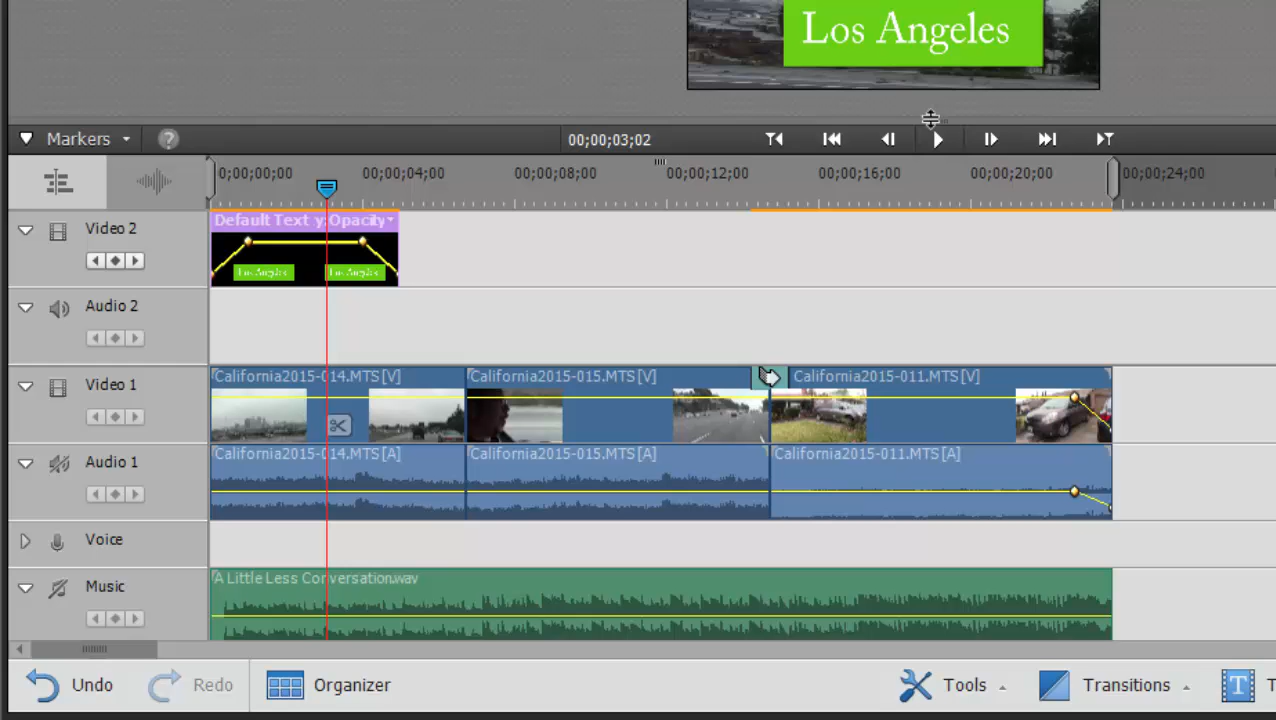 Los Angeles
Markers
?
00;00;03;02
0;00;00;00 00;00;04;00 00;00;08;00 00;00;12;00 00;00;16;00 00;00;20;00 00;00;24;00
Video 2
Default Text y:Opacity
Los Angeles Los Angeles
Audio 2
Video 1
California2015-014.MTS[V] California2015-015.MTS[V] California2015-011.MTS[V]
Audio 1
California2015-014.MTS[A] California2015-015.MTS[A] California2015-011.MTS[A]
Voice
Music
A Little Less Conversation.wav
Undo Redo Organizer Tools Transitions T T